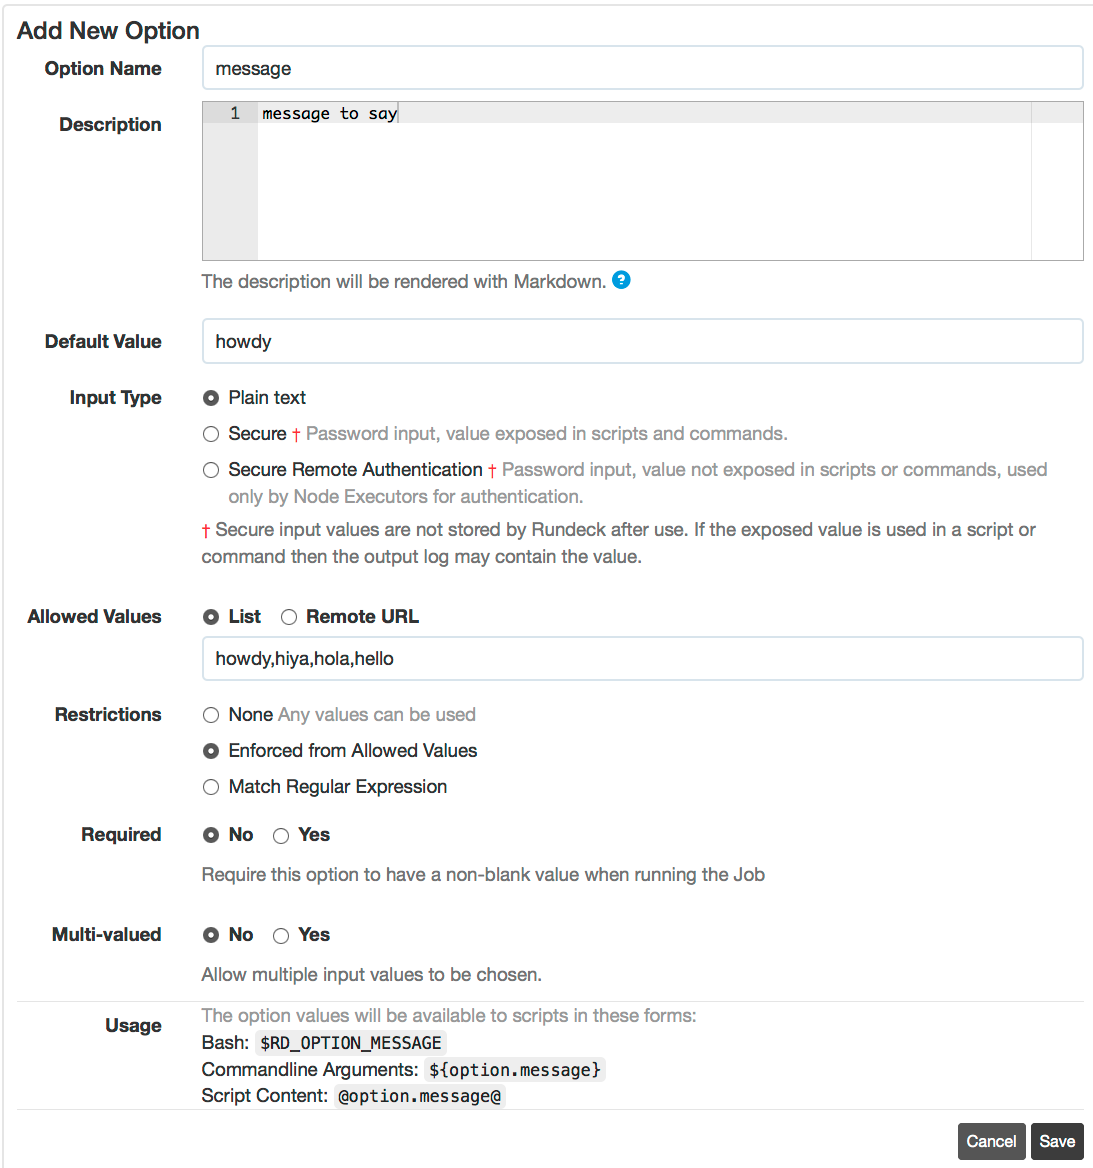 Add New Option
Option Name message
Description 1 message to say
The description will be rendered with Markdown. ?
Default Value howdy
Input Type Plain text
Secure † Password input, value exposed in scripts and commands.
Secure Remote Authentication † Password input, value not exposed in scripts or commands, used
only by Node Executors for authentication.
† Secure input values are not stored by Rundeck after use. If the exposed value is used in a script or
command then the output log may contain the value.
Allowed Values List Remote URL
howdy,hiya,hola,hello
Restrictions None Any values can be used
Enforced from Allowed Values
Match Regular Expression
Required No Yes
Require this option to have a non-blank value when running the Job
Multi-valued No Yes
Allow multiple input values to be chosen.
Usage The option values will be available to scripts in these forms:
Bash: $RD_OPTION_MESSAGE
Commandline Arguments: ${option.message}
Script Content: @option.message@
Cancel Save